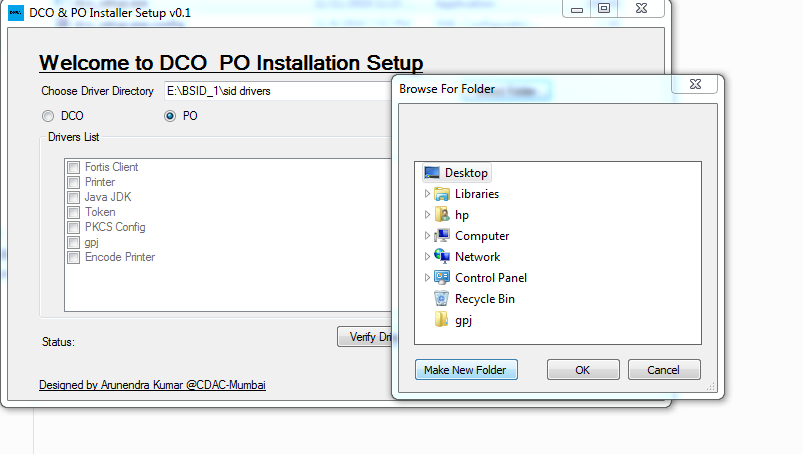 DCO & PO Installer Setup v0.1
Welcome to DCO PO Installation Setup
Choose Driver Directory
E:\BSID_1\sid drivers
DCO
PO
Drivers List
Fortis Client
Printer
Java JDK
Token
PKCS Config
gpj
Encode Printer
Status:
Verify Dri
Designed by Arunendra Kumar @CDAC-Mumbai
Browse For Folder
Desktop
Libraries
hp
Computer
Network
Control Panel
Recycle Bin
gpj
Make New Folder
OK
Cancel